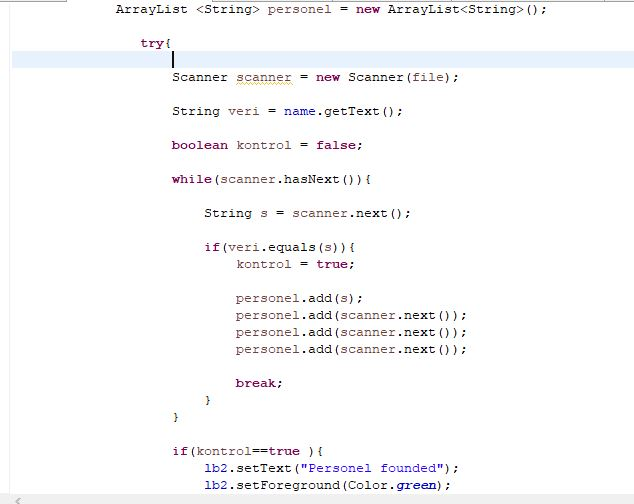 ArrayList <String> personel = new ArrayList<String>();
try{
Scanner scanner = new Scanner(file);
String veri = name.getText();
boolean kontrol = false;
while(scanner.hasNext()){
String s = scanner.next();
if(veri.equals(s)){
kontrol = true;
personel.add(s);
personel.add(scanner.next());
personel.add(scanner.next());
personel.add(scanner.next());
break;
}
}
if(kontrol==true ){
lb2.setText("Personel founded");
lb2.setForeground(Color.green);